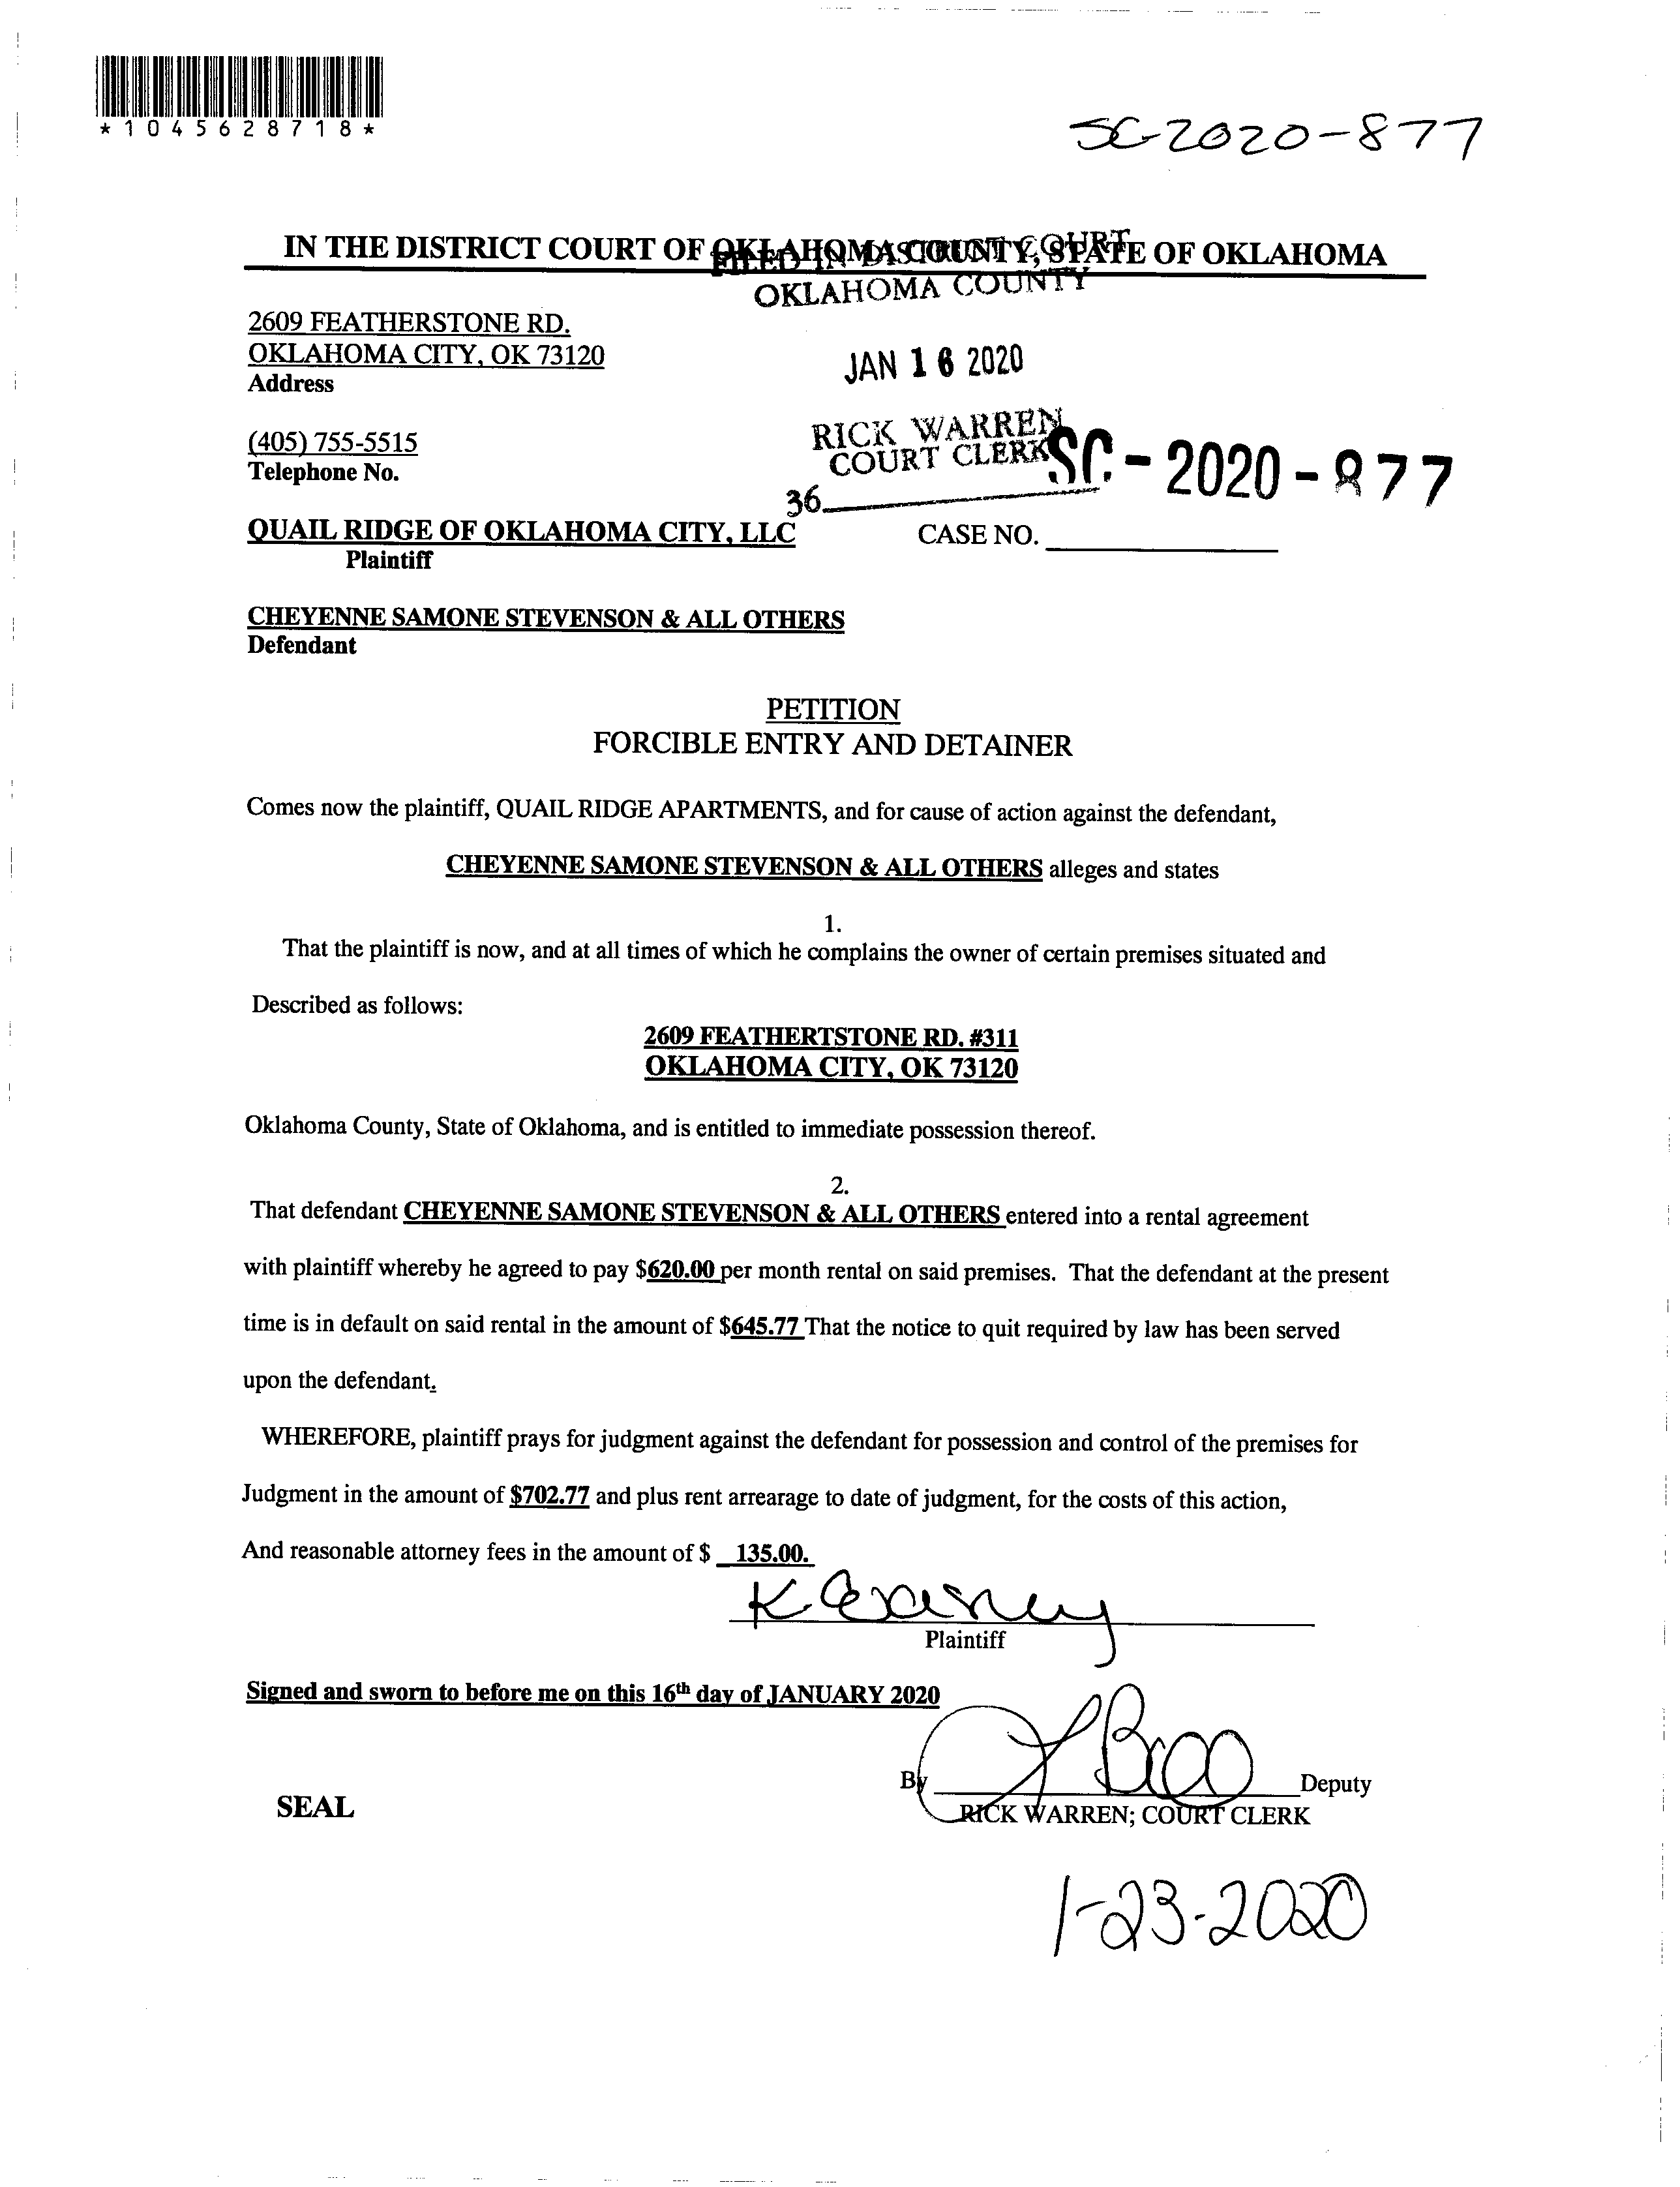 *1045628718*
SC-2020-877
IN THE DISTRICT COURT OF OKLAHOMA COUNTY, STATE OF OKLAHOMA
FILED IN DISTRICT COURT
OKLAHOMA COUNTY
2609 FEATHERSTONE RD.
OKLAHOMA CITY, OK 73120
Address
JAN 16 2020
(405) 755-5515
Telephone No.
RICK WARREN
COURT CLERK
SC-2020-877
36
QUAIL RIDGE OF OKLAHOMA CITY, LLC CASE NO.
Plaintiff
CHEYENNE SAMONE STEVENSON & ALL OTHERS
Defendant
PETITION
FORCIBLE ENTRY AND DETAINER
Comes now the plaintiff, QUAIL RIDGE APARTMENTS, and for cause of action against the defendant,
CHEYENNE SAMONE STEVENSON & ALL OTHERS alleges and states
1.
That the plaintiff is now, and at all times of which he complains the owner of certain premises situated and
Described as follows:
2609 FEATHERTSTONE RD. #311
OKLAHOMA CITY, OK 73120
Oklahoma County, State of Oklahoma, and is entitled to immediate possession thereof.
2.
That defendant CHEYENNE SAMONE STEVENSON & ALL OTHERS entered into a rental agreement
with plaintiff whereby he agreed to pay $620.00 per month rental on said premises. That the defendant at the present
time is in default on said rental in the amount of $645.77 That the notice to quit required by law has been served
upon the defendant.
WHEREFORE, plaintiff prays for judgment against the defendant for possession and control of the premises for
Judgment in the amount of $702.77 and plus rent arrearage to date of judgment, for the costs of this action,
And reasonable attorney fees in the amount of $ 135.00.
Plaintiff
Signed and sworn to before me on this 16th day of JANUARY 2020
By Deputy
SEAL
RICK WARREN; COURT CLERK
1-23-2020